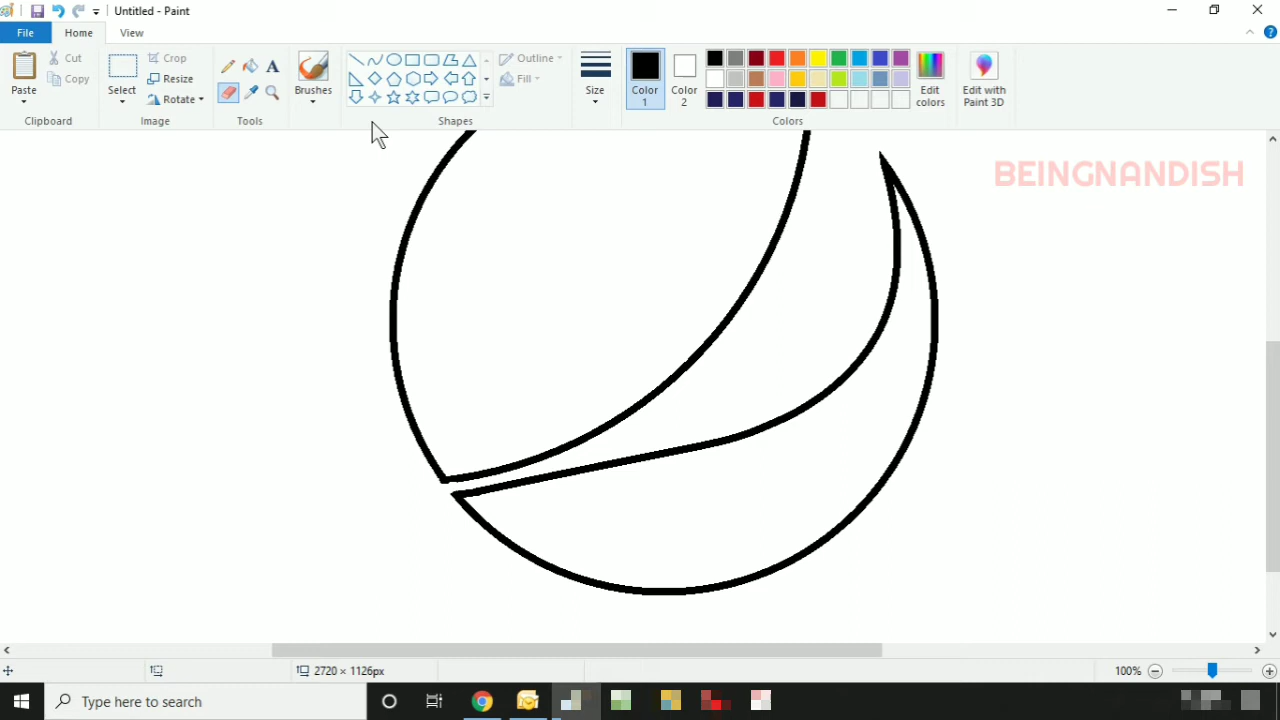 Untitled - Paint
File
Home
View
Paste
Cut
Copy
Clipboard
Select
Crop
Resize
Rotate
Image
A
Tools
Brushes
Shapes
Outline
Fill
Size
Color 1
Color 2
Edit colors
Colors
Edit with Paint 3D
BEINGNANDISH
2720 × 1126px
100%
Type here to search